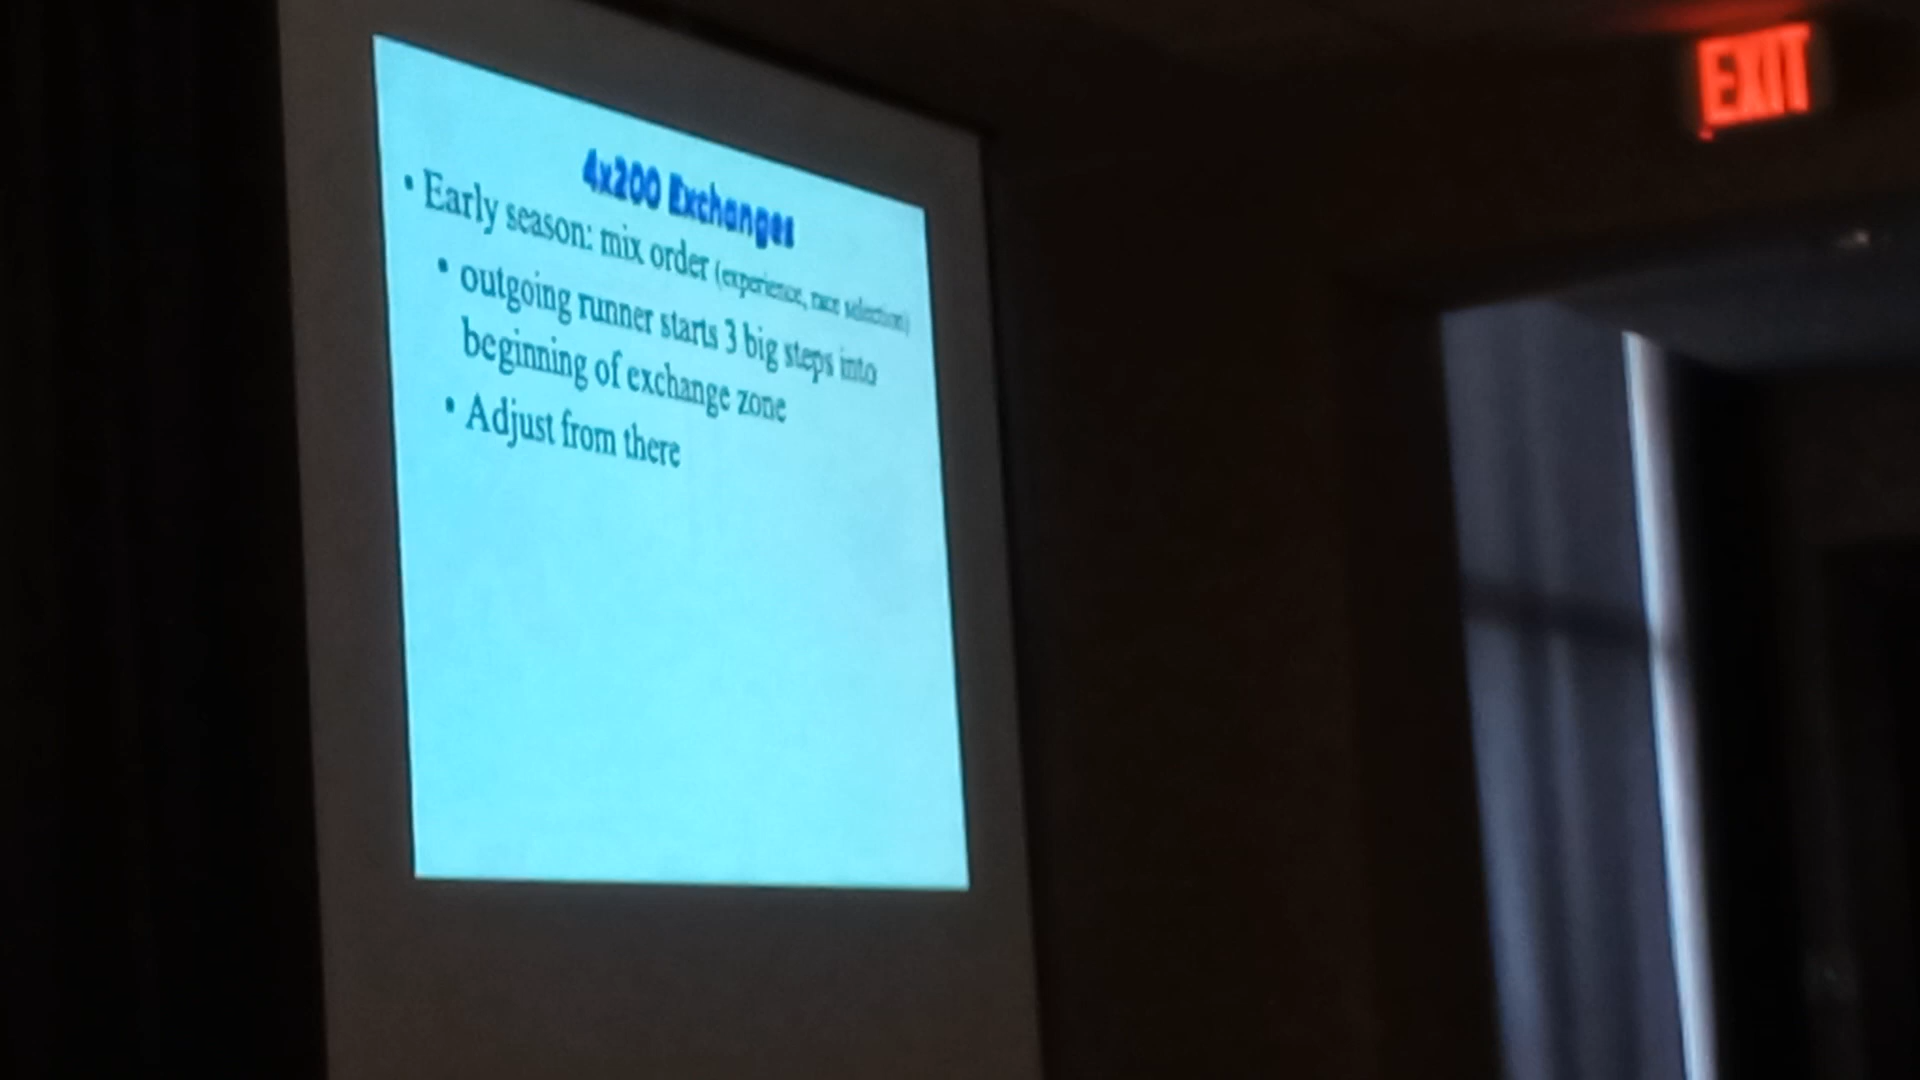 4x200 Exchanges
• Early season: mix order (experience, race selection)
• outgoing runner starts 3 big steps into
beginning of exchange zone
• Adjust from there
EXIT